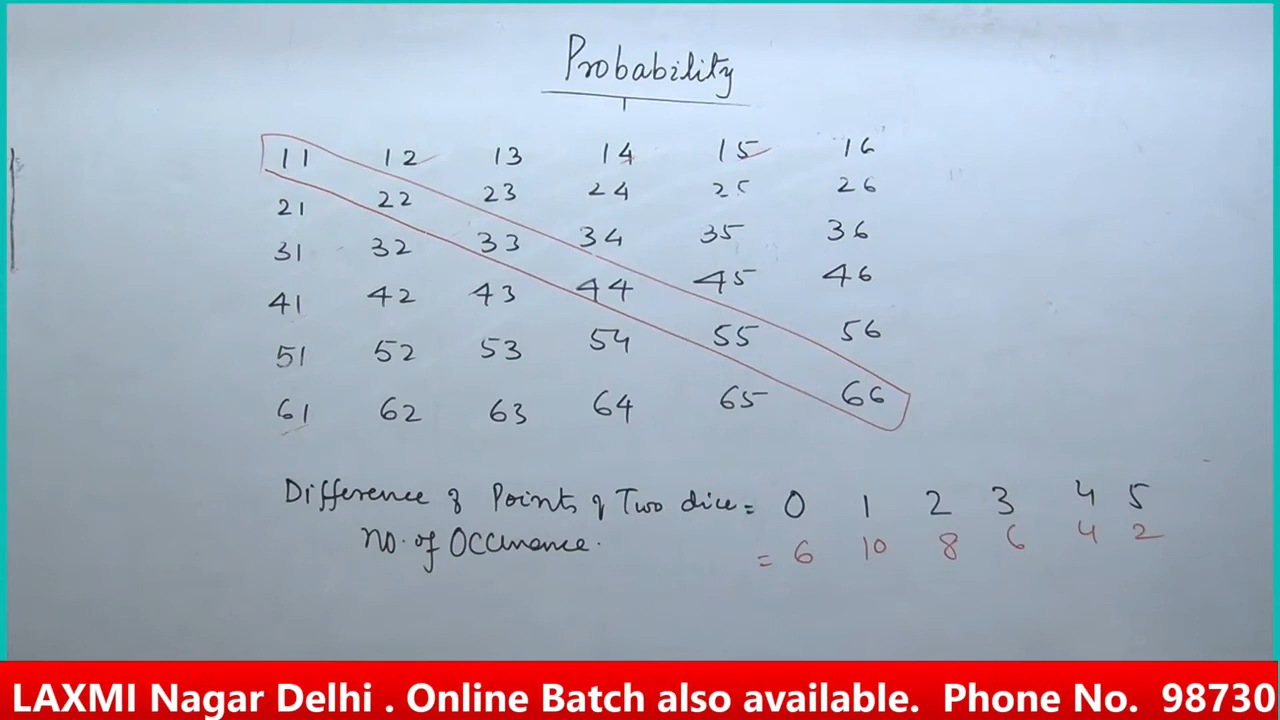 Probability
11 12 13 14 15 16
21 22 23 24 25 26
31 32 33 34 35 36
41 42 43 44 45 46
51 52 53 54 55 56
61 62 63 64 65 66
Difference of Points of Two dice = 0 1 2 3 4 5
No. of Occurance. = 6 10 8 6 4 2
LAXMI Nagar Delhi . Online Batch also available. Phone No. 98730